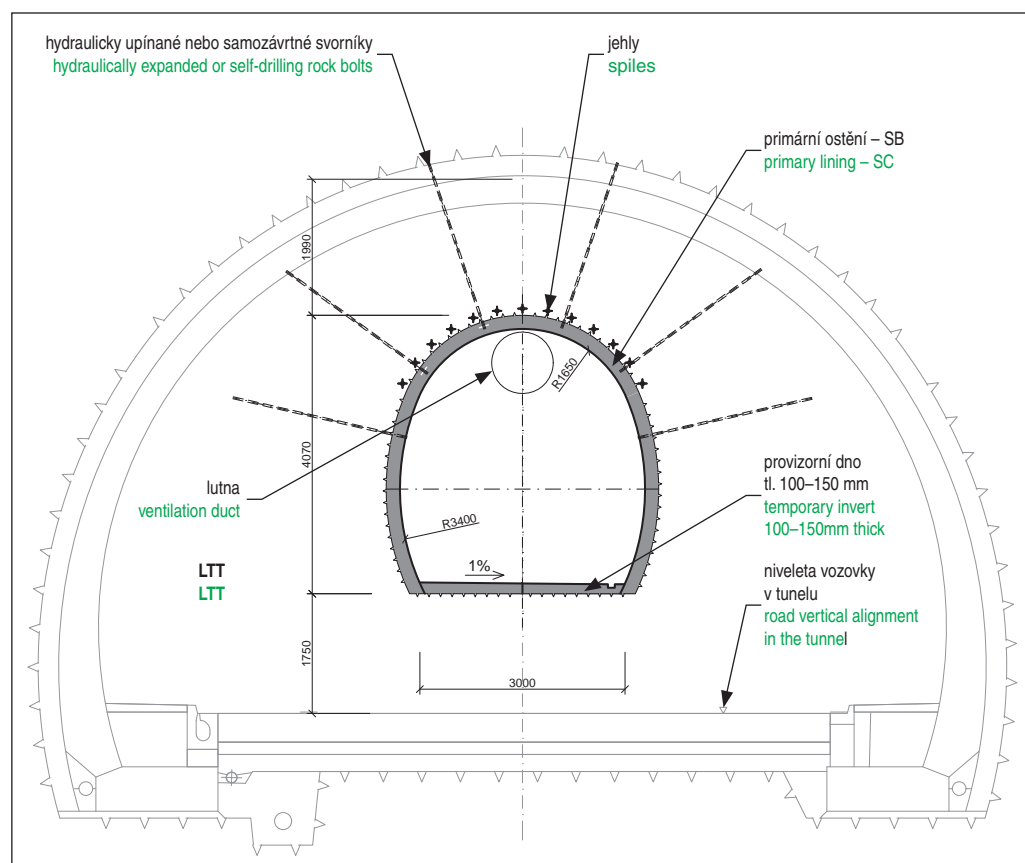 hydraulicky upínané nebo samozávrtné svorníky
hydraulically expanded or self-drilling rock bolts
jehly
spiles
primární ostění – SB
primary lining – SC
1990
R1650
4070
provizorní dno
tl. 100–150 mm
temporary invert
100–150mm thick
lutna
ventilation duct
R3400
1%
LTT
LTT
niveleta vozovky
v tunelu
road vertical alignment
in the tunnel
1750
3000